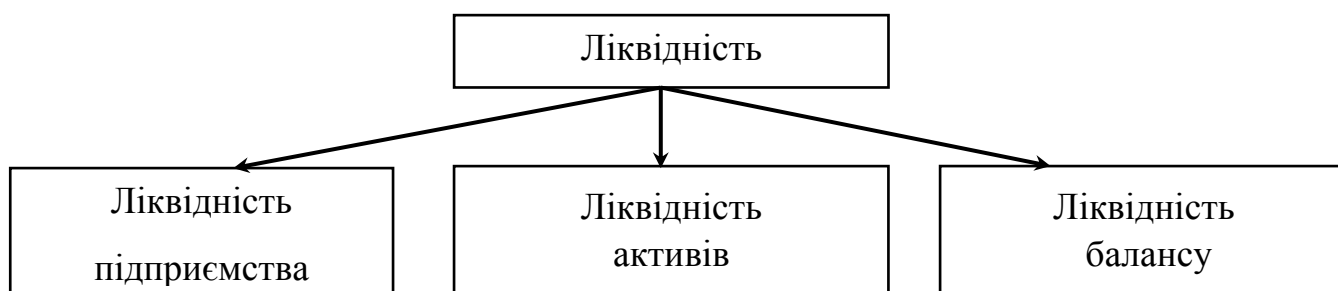 Ліквідність
Ліквідність
підприємства
Ліквідність
активів
Ліквідність
балансу